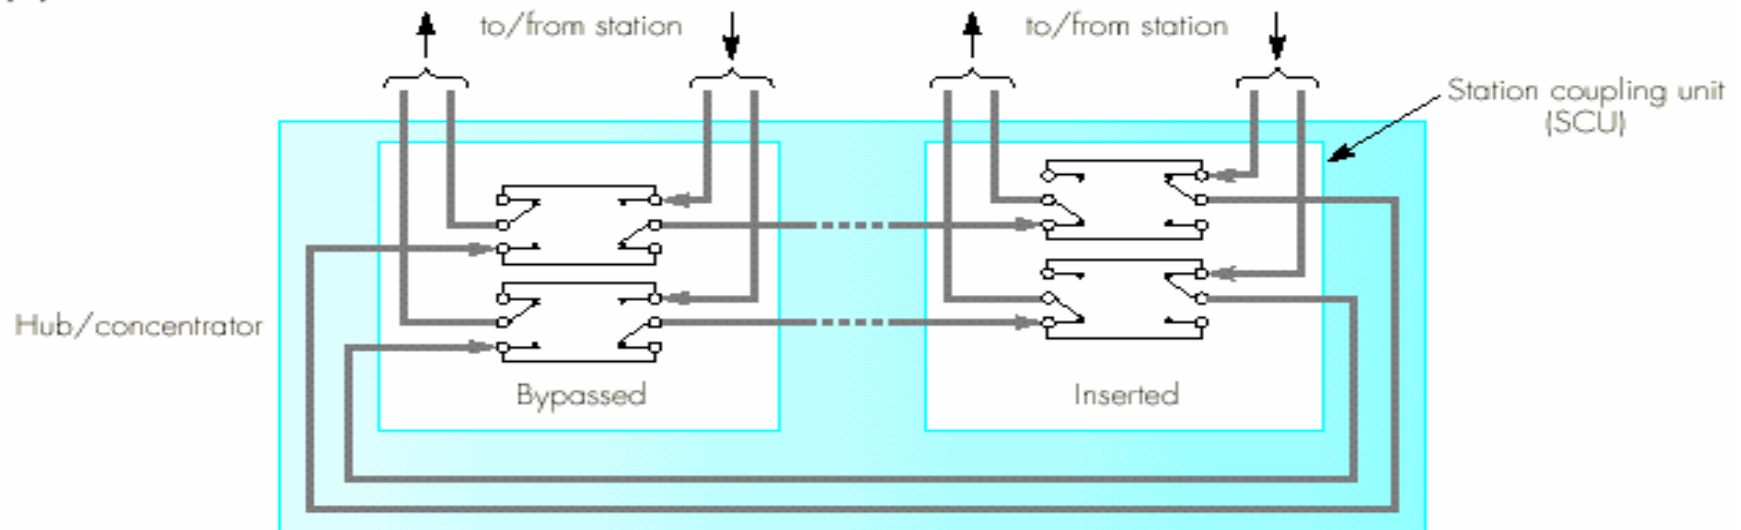 to/from station
to/from station
Station coupling unit
(SCU)
Hub/concentrator
Bypassed
Inserted